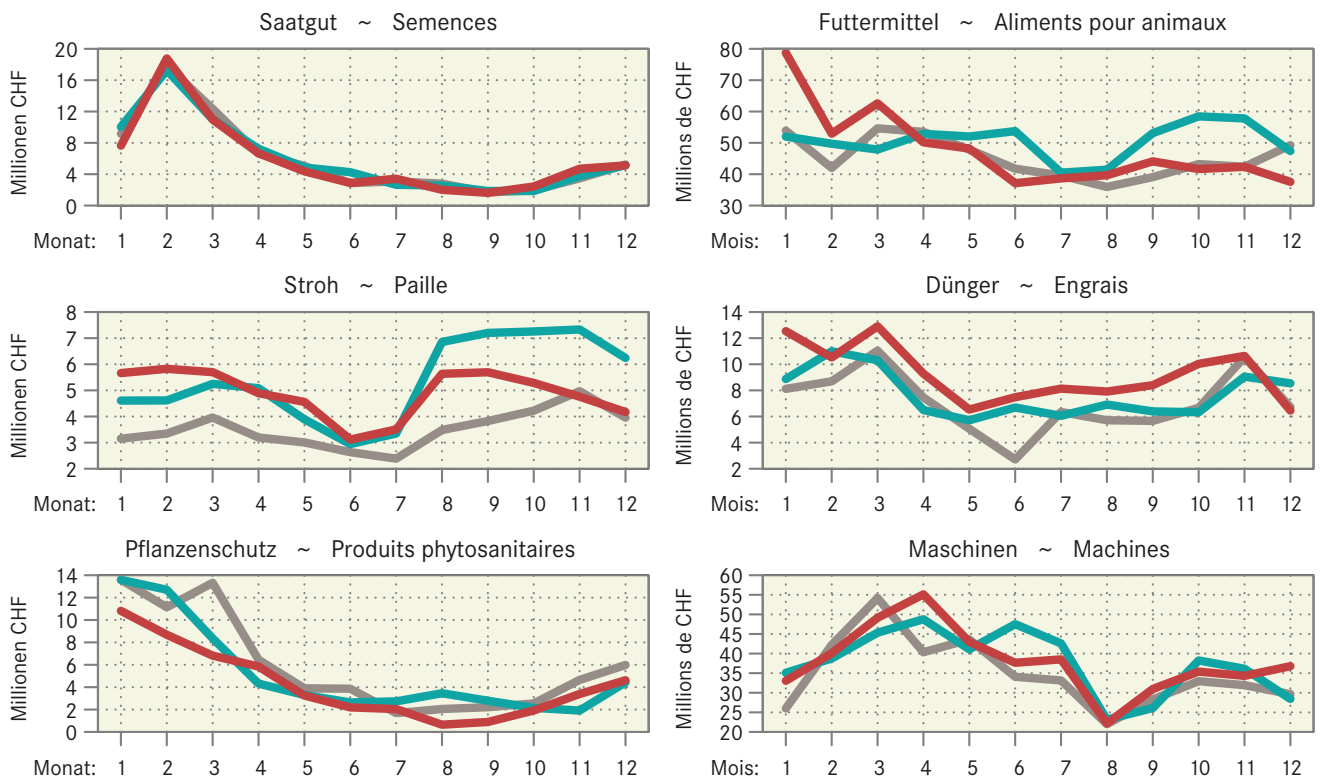 Saatgut ~ Semences
Millionen CHF
20
16
12
8
4
0
Monat: 1 2 3 4 5 6 7 8 9 10 11 12
Futtermittel ~ Aliments pour animaux
Millions de CHF
80
70
60
50
40
30
Mois: 1 2 3 4 5 6 7 8 9 10 11 12
Stroh ~ Paille
Millionen CHF
8
7
6
5
4
3
2
Monat: 1 2 3 4 5 6 7 8 9 10 11 12
Dünger ~ Engrais
Millions de CHF
14
12
10
8
6
4
2
Mois: 1 2 3 4 5 6 7 8 9 10 11 12
Pflanzenschutz ~ Produits phytosanitaires
Millionen CHF
14
12
10
8
6
4
2
0
Monat: 1 2 3 4 5 6 7 8 9 10 11 12
Maschinen ~ Machines
Millions de CHF
60
55
50
45
40
35
30
25
20
Mois: 1 2 3 4 5 6 7 8 9 10 11 12